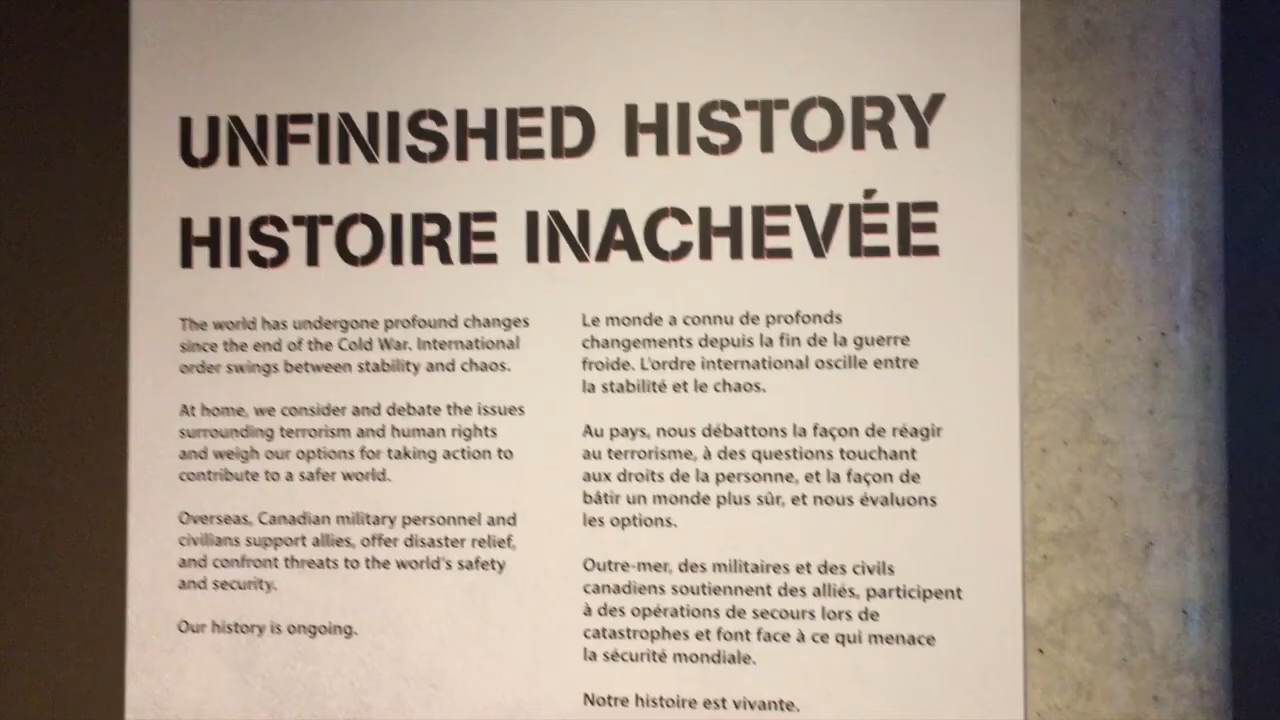 UNFINISHED HISTORY
HISTOIRE INACHEVÉE
The world has undergone profound changes
since the end of the Cold War. International
order swings between stability and chaos.
At home, we consider and debate the issues
surrounding terrorism and human rights
and weigh our options for taking action to
contribute to a safer world.
Overseas, Canadian military personnel and
civilians support allies, offer disaster relief,
and confront threats to the world's safety
and security.
Our history is ongoing.
Le monde a connu de profonds
changements depuis la fin de la guerre
froide. L'ordre international oscille entre
la stabilité et le chaos.
Au pays, nous débattons la façon de réagir
au terrorisme, à des questions touchant
aux droits de la personne, et la façon de
bâtir un monde plus sûr, et nous évaluons
les options.
Outre-mer, des militaires et des civils
canadiens soutiennent des alliés, participent
à des opérations de secours lors de
catastrophes et font face à ce qui menace
la sécurité mondiale.
Notre histoire est vivante.